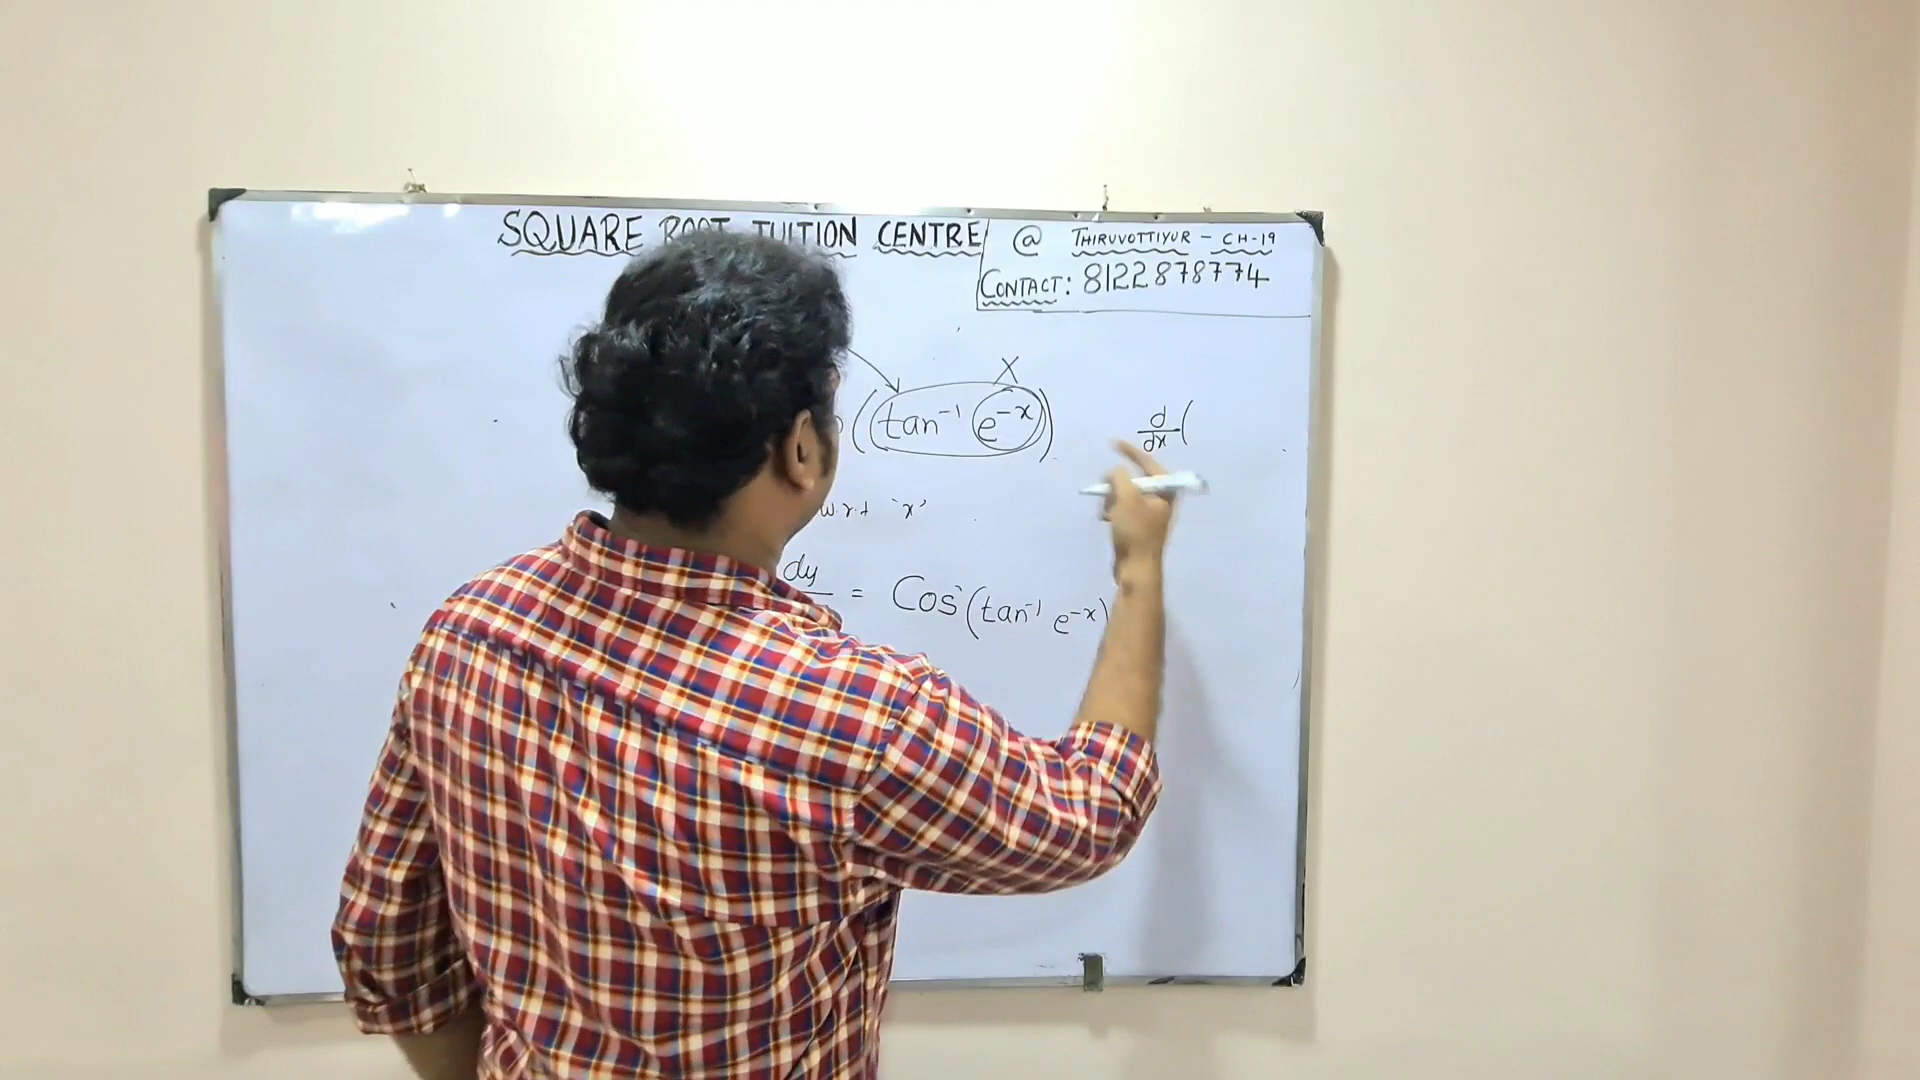 SQUARE ROOT TUITION CENTRE @ THIRUVOTTIYUR - CH-19
CONTACT: 8122878774
X
(tan⁻¹ e⁻ˣ) d/dx (
w.r.t 'x'
dy = Cos (tan⁻¹ e⁻ˣ)